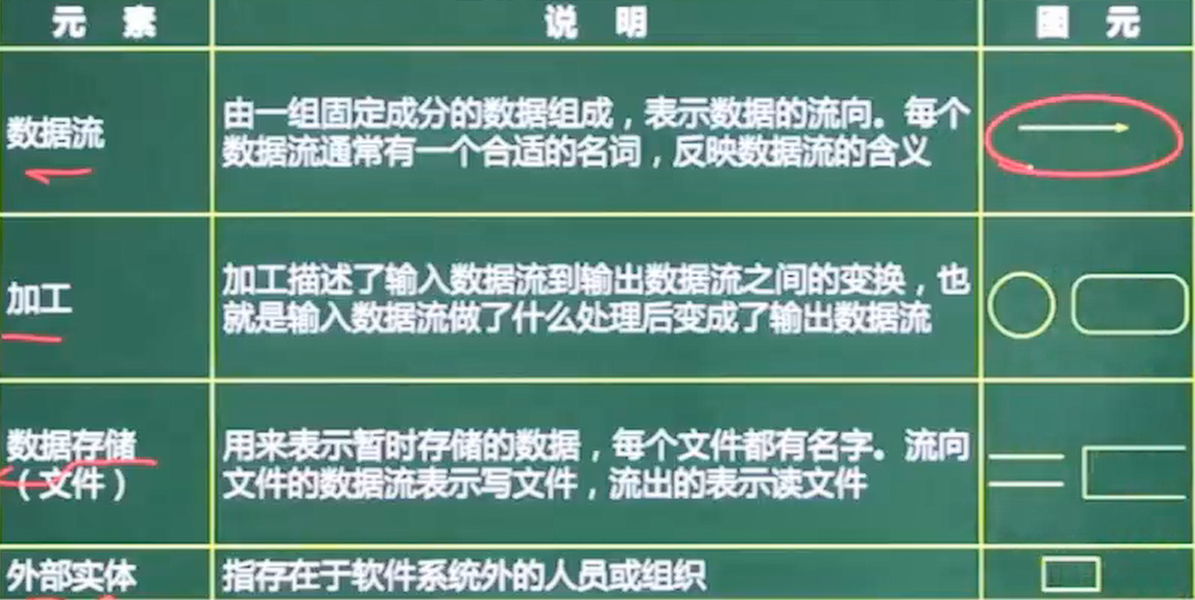 元 素 说 明 图 元
数据流
由一组固定成分的数据组成，表示数据的流向。每个
数据流通常有一个合适的名词，反映数据流的含义
加工
加工描述了输入数据流到输出数据流之间的变换，也
就是输入数据流做了什么处理后变成了输出数据流
数据存储
（文件）
用来表示暂时存储的数据，每个文件都有名字。流向
文件的数据流表示写文件，流出的表示读文件
外部实体
指存在于软件系统外的人员或组织